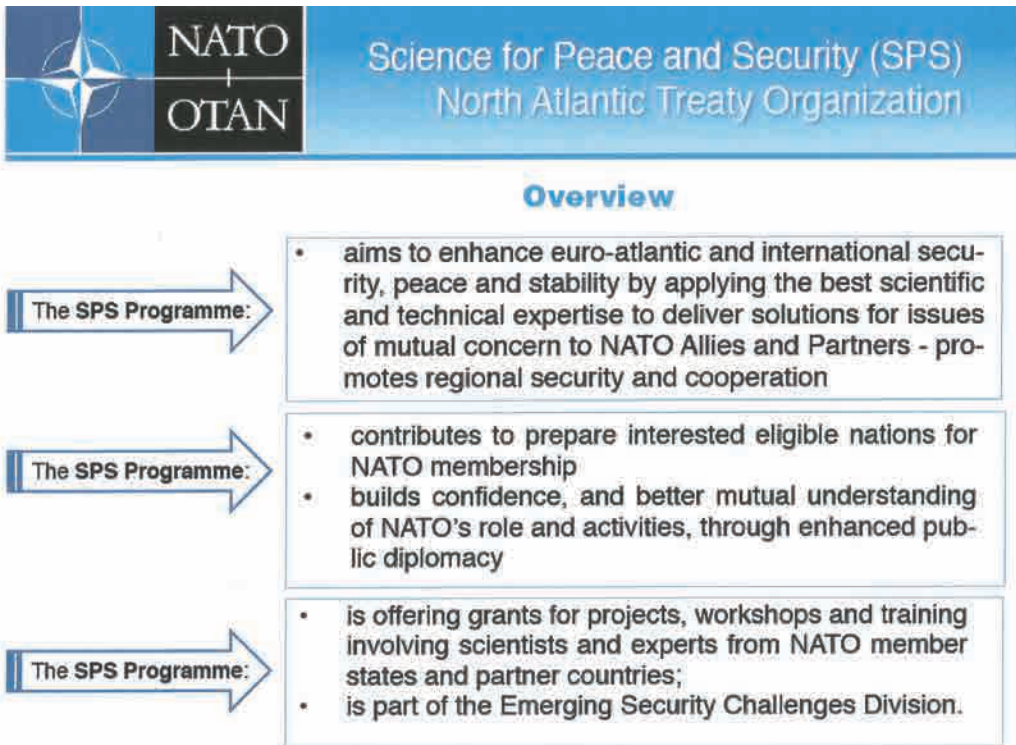 NATO
OTAN
Science for Peace and Security (SPS)
North Atlantic Treaty Organization
Overview
The SPS Programme:
• aims to enhance euro-atlantic and international secu-
rity, peace and stability by applying the best scientific
and technical expertise to deliver solutions for issues
of mutual concern to NATO Allies and Partners - pro-
motes regional security and cooperation
The SPS Programme:
• contributes to prepare interested eligible nations for
NATO membership
• builds confidence, and better mutual understanding
of NATO's role and activities, through enhanced pub-
lic diplomacy
The SPS Programme:
• is offering grants for projects, workshops and training
involving scientists and experts from NATO member
states and partner countries;
• is part of the Emerging Security Challenges Division.